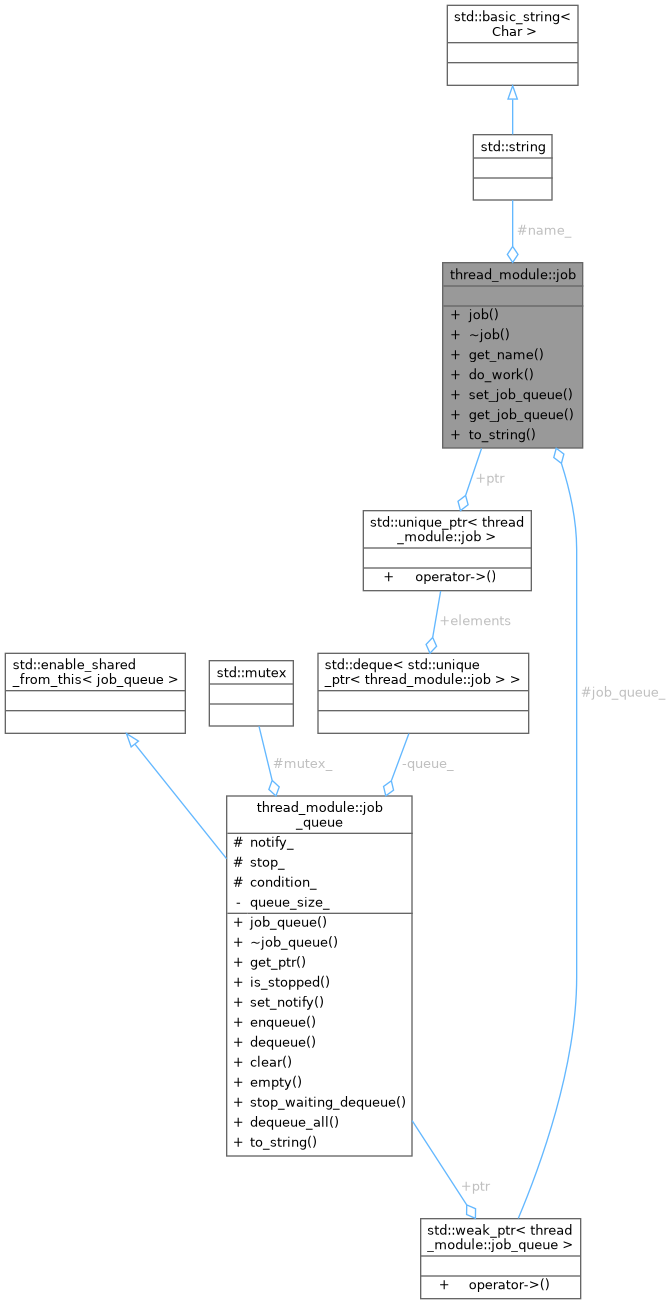 std::basic_string<
Char >
std::string
#name_
thread_module::job
+ job()
+ ~job()
+ get_name()
+ do_work()
+ set_job_queue()
+ get_job_queue()
+ to_string()
+ptr
std::unique_ptr< thread
_module::job >
+ operator->()
+elements
std::enable_shared
_from_this< job_queue >
std::mutex
std::deque< std::unique
_ptr< thread_module::job > >
#job_queue_
#mutex_
-queue_
thread_module::job
_queue
# notify_
# stop_
# condition_
- queue_size_
+ job_queue()
+ ~job_queue()
+ get_ptr()
+ is_stopped()
+ set_notify()
+ enqueue()
+ dequeue()
+ clear()
+ empty()
+ stop_waiting_dequeue()
+ dequeue_all()
+ to_string()
+ptr
std::weak_ptr< thread
_module::job_queue >
+ operator->()